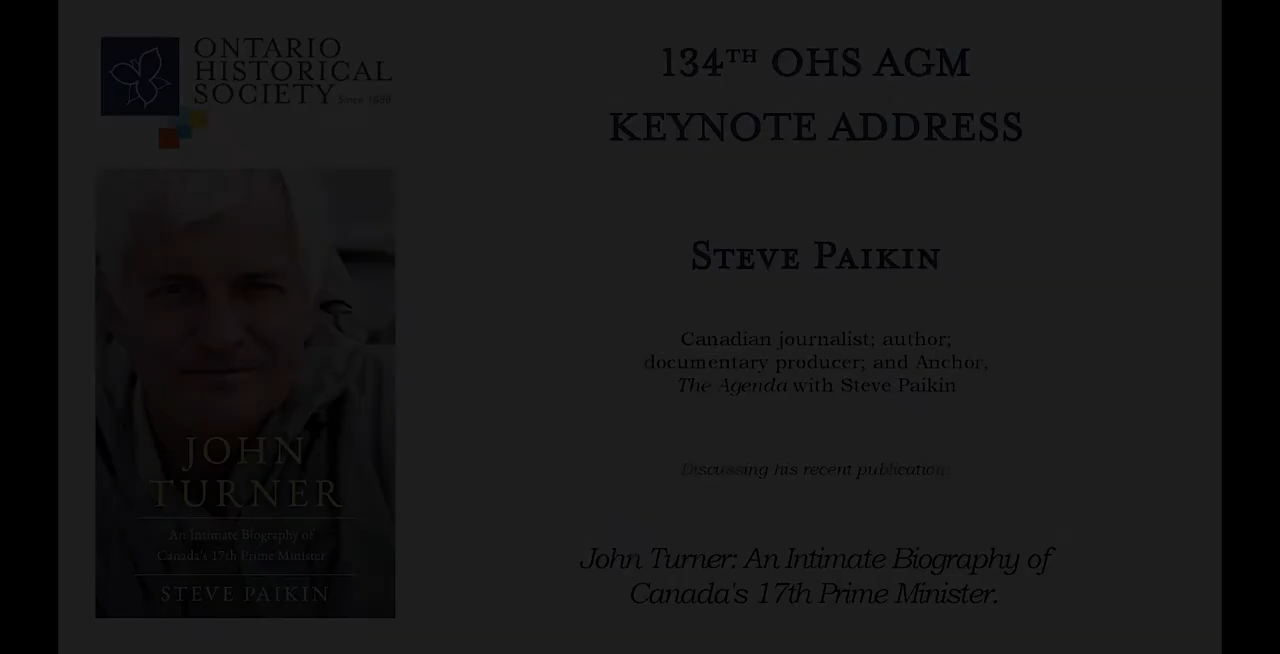 ONTARIO
HISTORICAL
SOCIETY Since 1888
JOHN
TURNER
An Intimate Biography of
Canada's 17th Prime Minister
STEVE PAIKIN
134TH OHS AGM
KEYNOTE ADDRESS
STEVE PAIKIN
Canadian journalist; author;
documentary producer; and Anchor,
The Agenda with Steve Paikin
Discussing his recent publication:
John Turner: An Intimate Biography of
Canada's 17th Prime Minister.